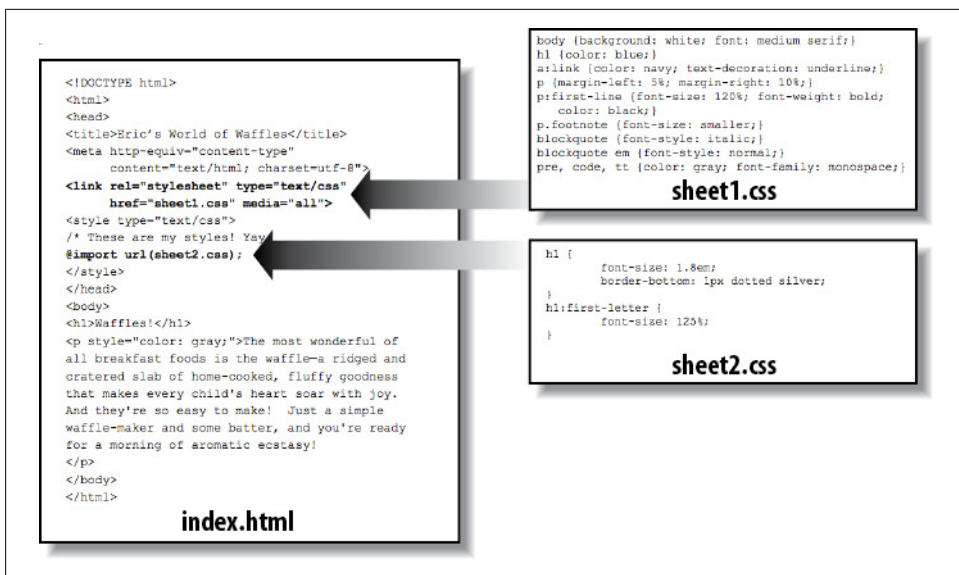 <!DOCTYPE html>
<html>
<head>
<title>Eric's World of Waffles</title>
<meta http-equiv="content-type"
content="text/html; charset=utf-8">
<link rel="stylesheet" type="text/css"
href="sheet1.css" media="all">
<style type="text/css">
/* These are my styles! Yay
@import url(sheet2.css);
</style>
</head>
<body>
<h1>Waffles!</h1>
<p style="color: gray;">The most wonderful of
all breakfast foods is the waffle—a ridged and
cratered slab of home-cooked, fluffy goodness
that makes every child's heart soar with joy.
And they're so easy to make!  Just a simple
waffle-maker and some batter, and you're ready
for a morning of aromatic ecstasy!
</p>
</body>
</html>
index.html
body {background: white; font: medium serif;}
h1 {color: blue;}
a:link {color: navy; text-decoration: underline;}
p {margin-left: 5%; margin-right: 10%;}
p:first-line {font-size: 120%; font-weight: bold;
color: black;}
p.footnote {font-size: smaller;}
blockquote {font-style: italic;}
blockquote em {font-style: normal;}
pre, code, tt {color: gray; font-family: monospace;}
sheet1.css
h1 {
font-size: 1.8em;
border-bottom: 1px dotted silver;
}
h1:first-letter {
font-size: 125%;
}
sheet2.css